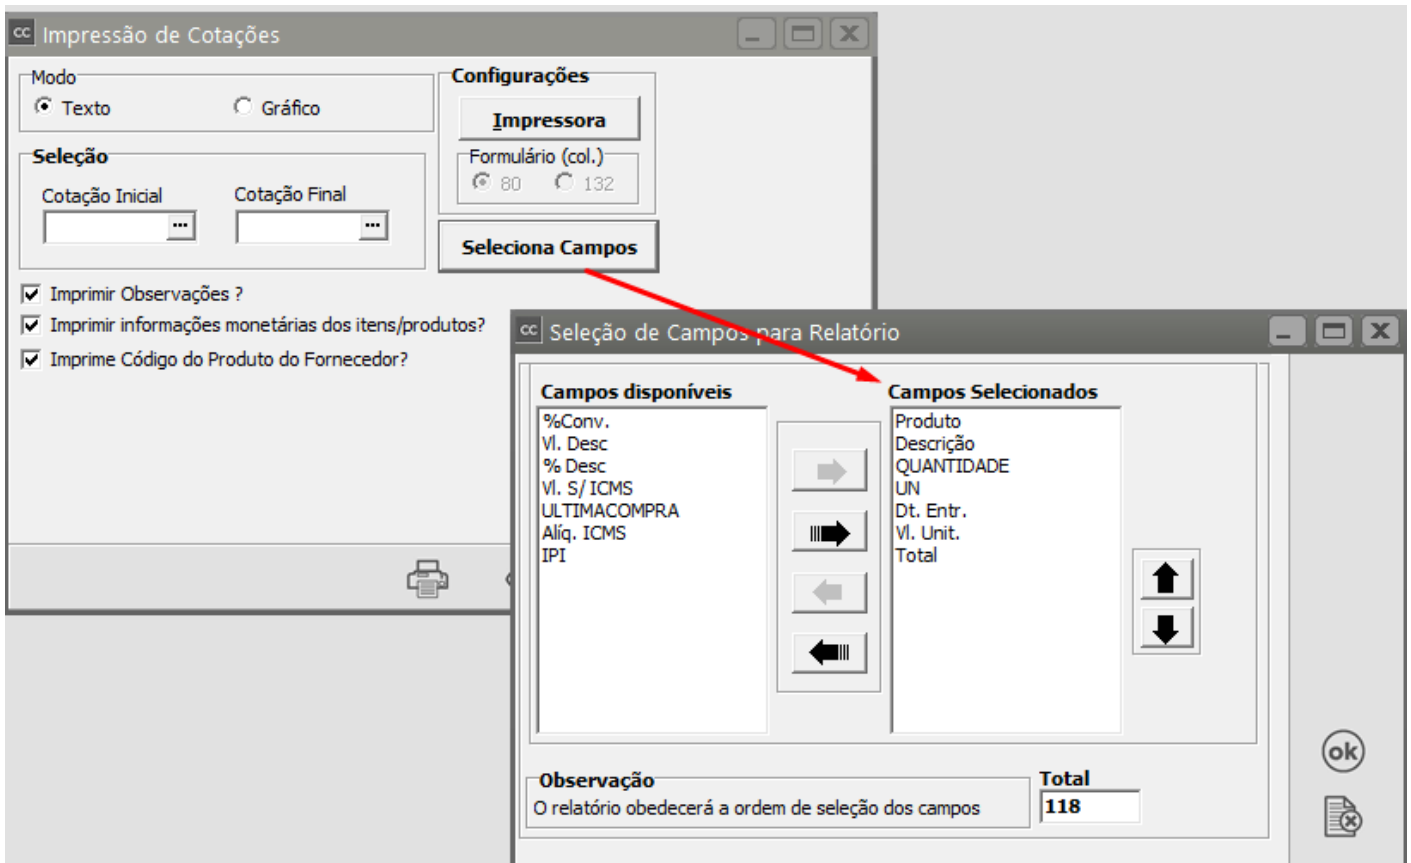 cc Impressão de Cotações
Modo
Texto
Gráfico
Configurações
Impressora
Formulário (col.)
80
132
Seleção
Cotação Inicial
Cotação Final
...
...
Seleciona Campos
Imprimir Observações ?
Imprimir informações monetárias dos itens/produtos?
Imprime Código do Produto do Fornecedor?
cc Seleção de Campos para Relatório
Campos disponíveis
%Conv.
Vl. Desc
% Desc
Vl. S/ ICMS
ULTIMACOMPRA
Alíq. ICMS
IPI
Campos Selecionados
Produto
Descrição
QUANTIDADE
UN
Dt. Entr.
Vl. Unit.
Total
Observação
O relatório obedecerá a ordem de seleção dos campos
Total
118
ok